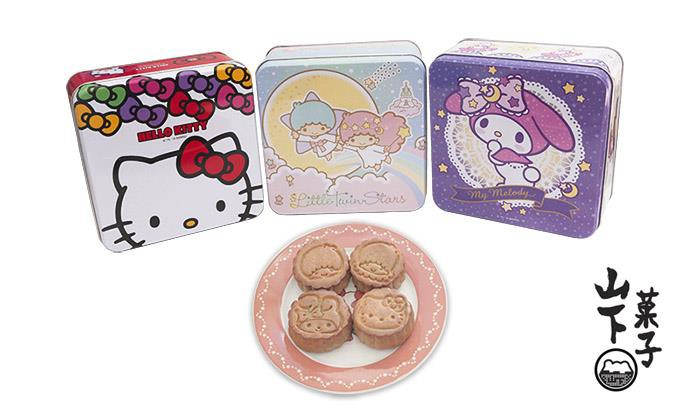 HELLO KITTY
Little Twin Stars
My Melody
山下
菓子